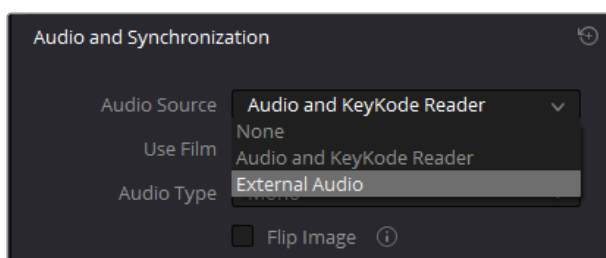 Audio and Synchronization
Audio Source Audio and KeyKode Reader
None
Use Film Audio and KeyKode Reader
Audio Type External Audio
Flip Image